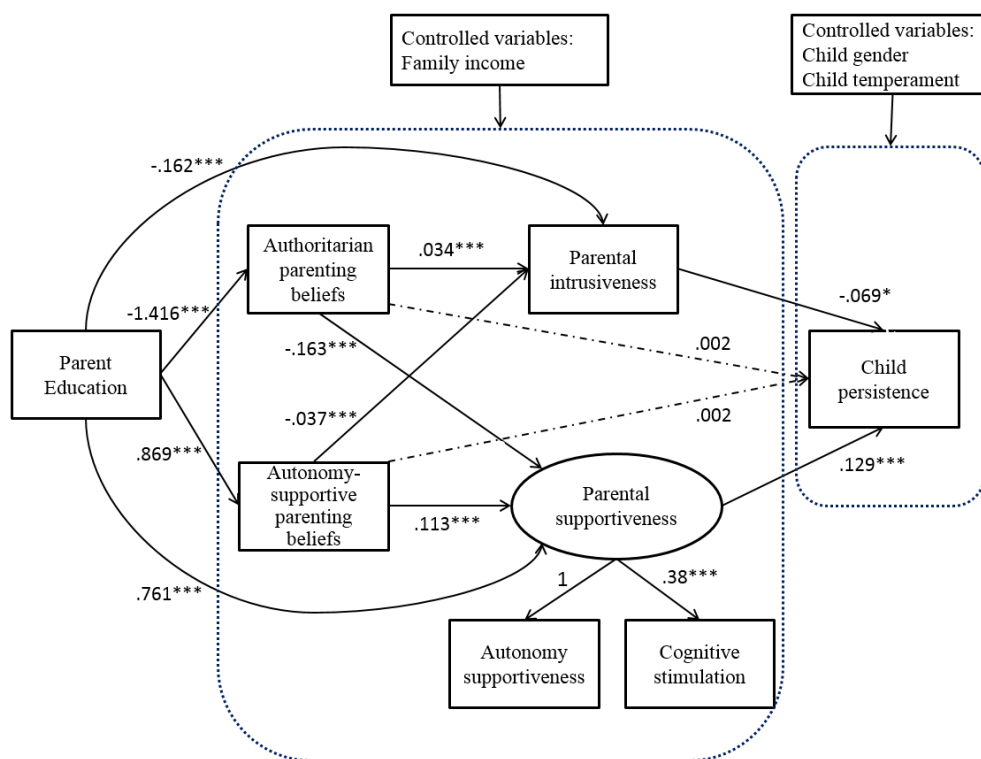 Controlled variables:
Family income
Controlled variables:
Child gender
Child temperament
-.162***
Authoritarian
parenting
beliefs
.034***
Parental
intrusiveness
-1.416***
-.069*
-.163***
.002
Parent
Education
Child
persistence
-.037***
.002
.869***
Autonomy-
supportive
parenting
beliefs
.113***
Parental
supportiveness
.129***
.761***
1
.38***
Autonomy
supportiveness
Cognitive
stimulation